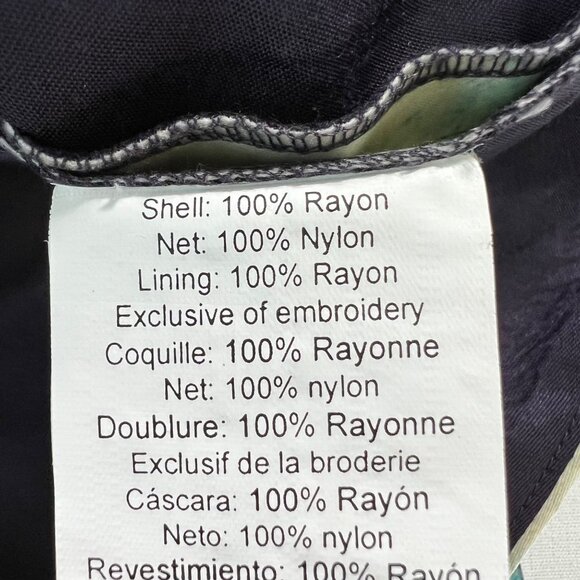 Shell: 100% Rayon
Net: 100% Nylon
Lining: 100% Rayon
Exclusive of embroidery
Coquille: 100% Rayonne
Net: 100% nylon
Doublure: 100% Rayonne
Exclusif de la broderie
Cáscara: 100% Rayón
Neto: 100% nylon
Revestimiento: 100% Rayón